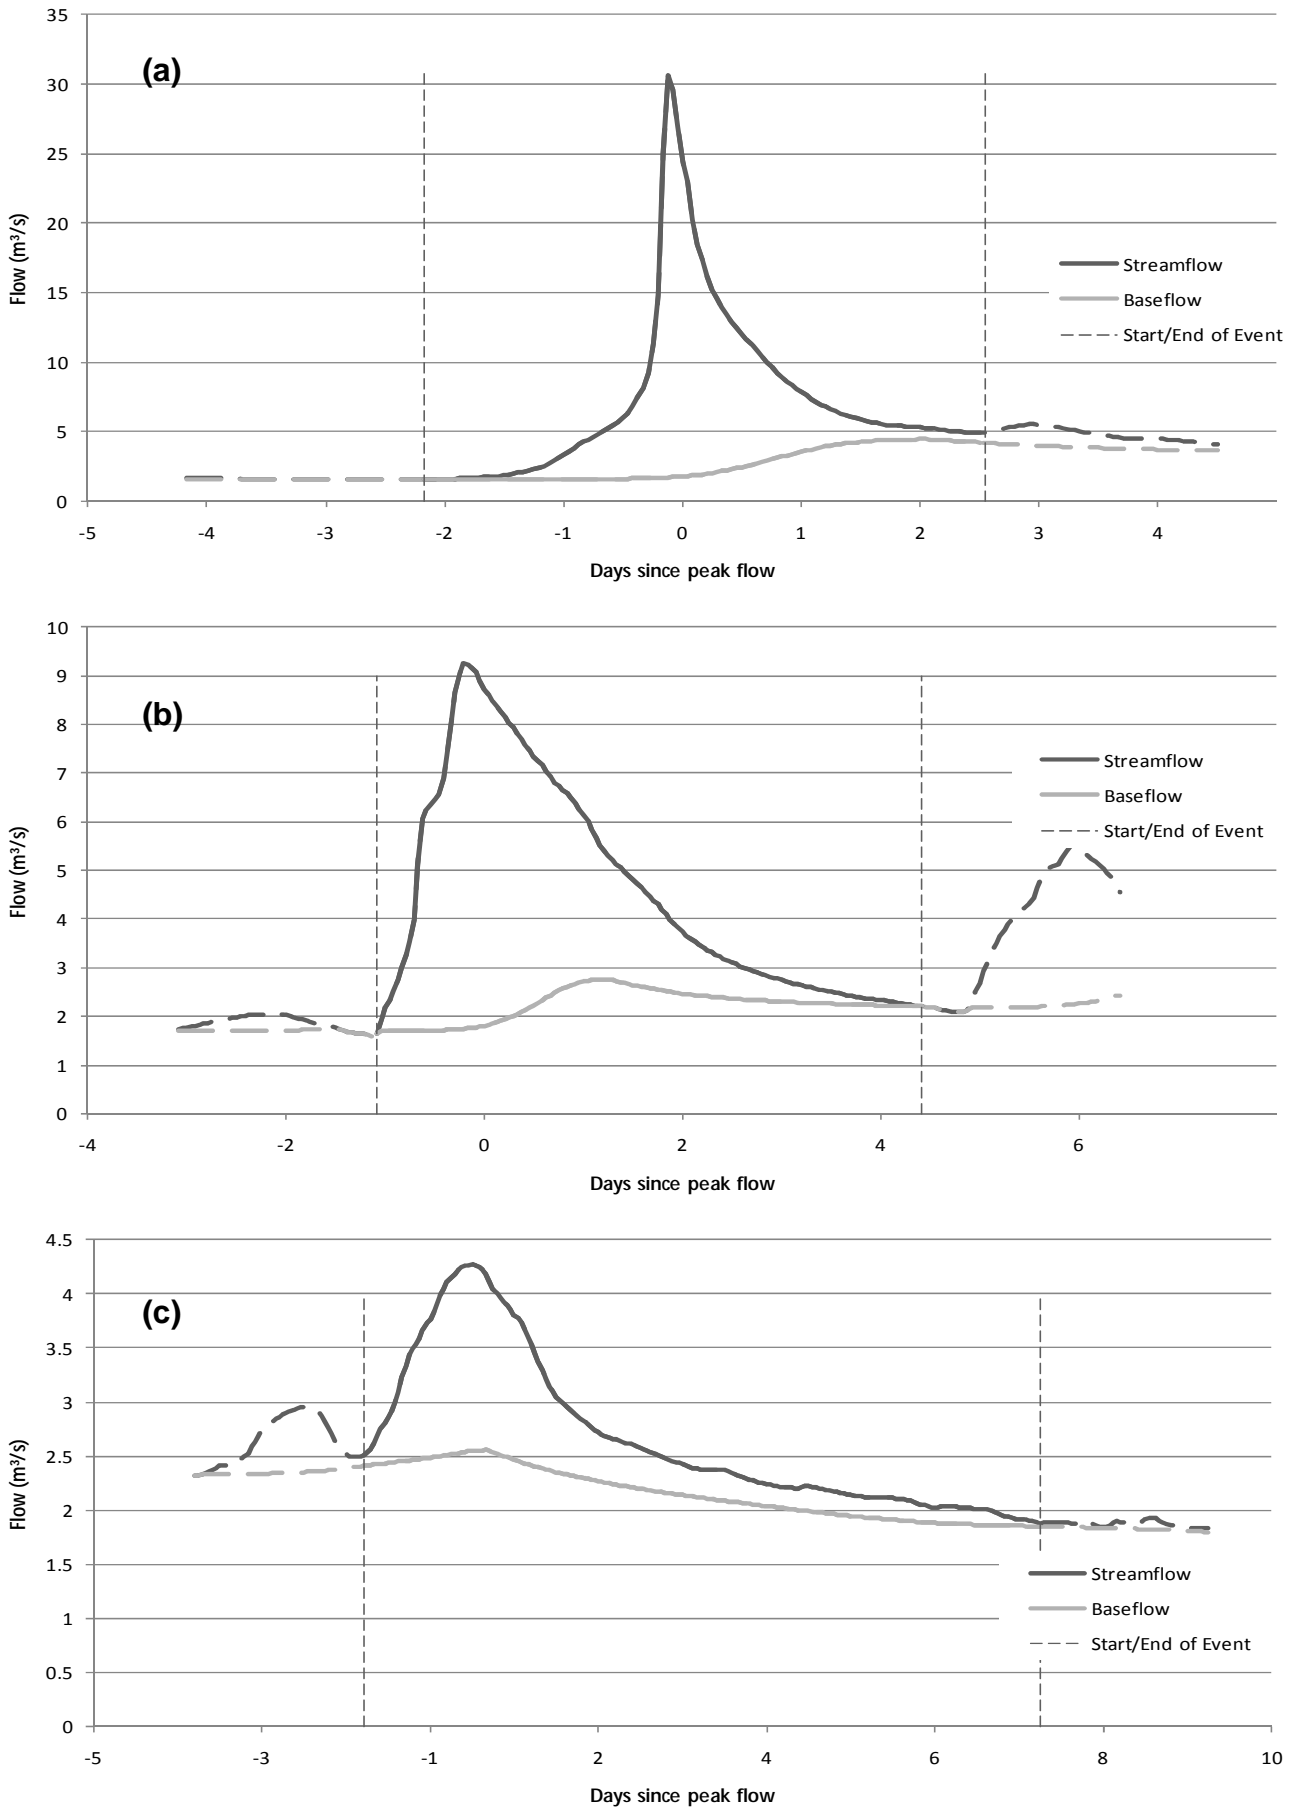 35
30
25
20
15
10
5
0
(a)
Flow (m³/s)
Streamflow
Baseflow
Start/End of Event
-5 -4 -3 -2 -1 0 1 2 3 4
Days since peak flow
10
9
8
7
6
5
4
3
2
1
0
(b)
Flow (m³/s)
Streamflow
Baseflow
Start/End of Event
-4 -2 0 2 4 6
Days since peak flow
4.5
4
3.5
3
2.5
2
1.5
1
0.5
0
(c)
Flow (m³/s)
Streamflow
Baseflow
Start/End of Event
-5 -3 -1 2 4 6 8 10
Days since peak flow